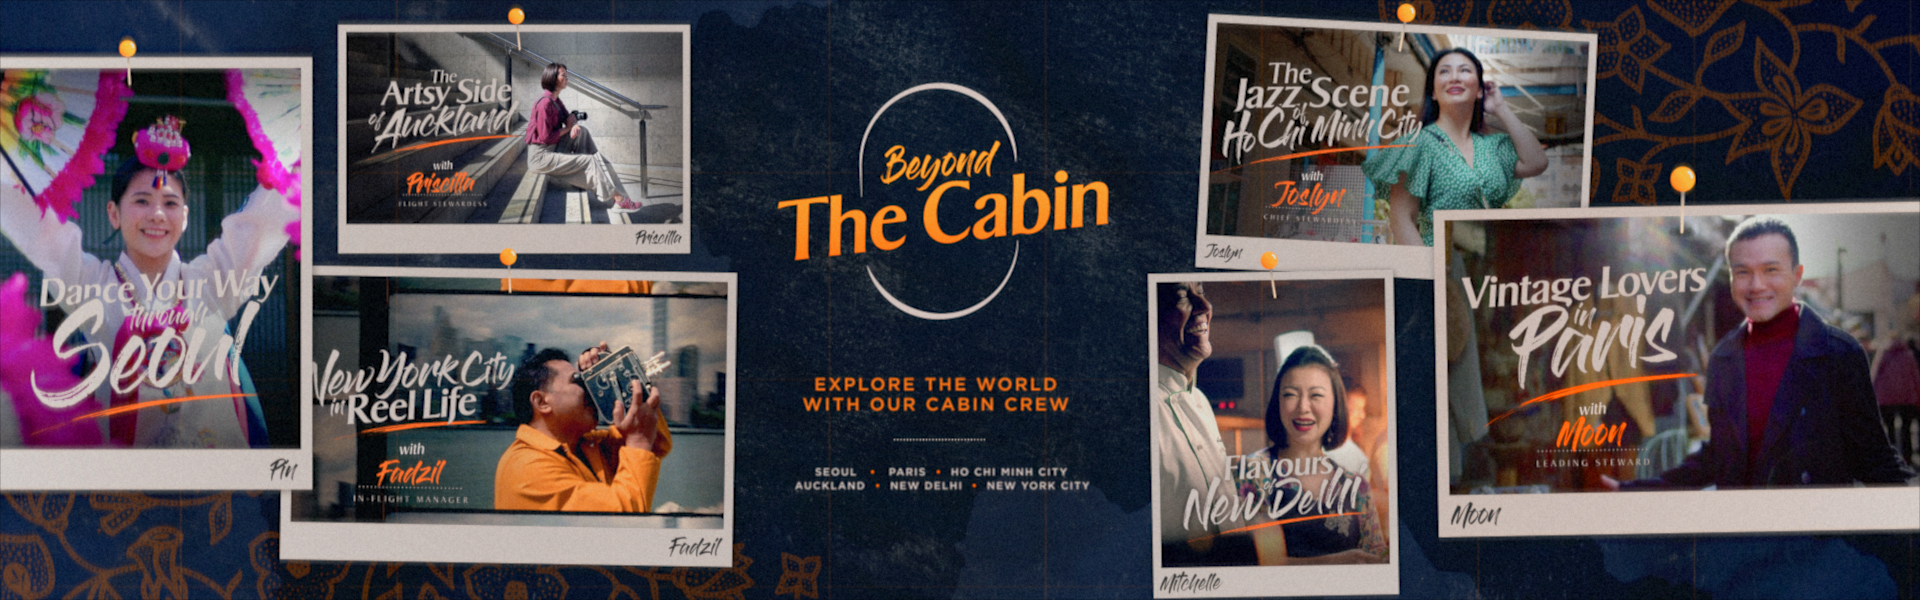 Dance Your Way
through
Seoul
Pin
The
Artsy Side
of Auckland
with
Priscilla
FLIGHT STEWARDESS
Priscilla
New York City
in Reel Life
with
Fadzil
IN-FLIGHT MANAGER
Fadzil
Beyond
The Cabin
EXPLORE THE WORLD
WITH OUR CABIN CREW
SEOUL • PARIS • HO CHI MINH CITY
AUCKLAND • NEW DELHI • NEW YORK CITY
The
Jazz Scene
of
Ho Chi Minh City
with
Joslyn
CHIEF STEWARDESS
Joslyn
Flavours
of
New Delhi
Mitchelle
Vintage Lovers
in
Paris
with
Moon
LEADING STEWARD
Moon